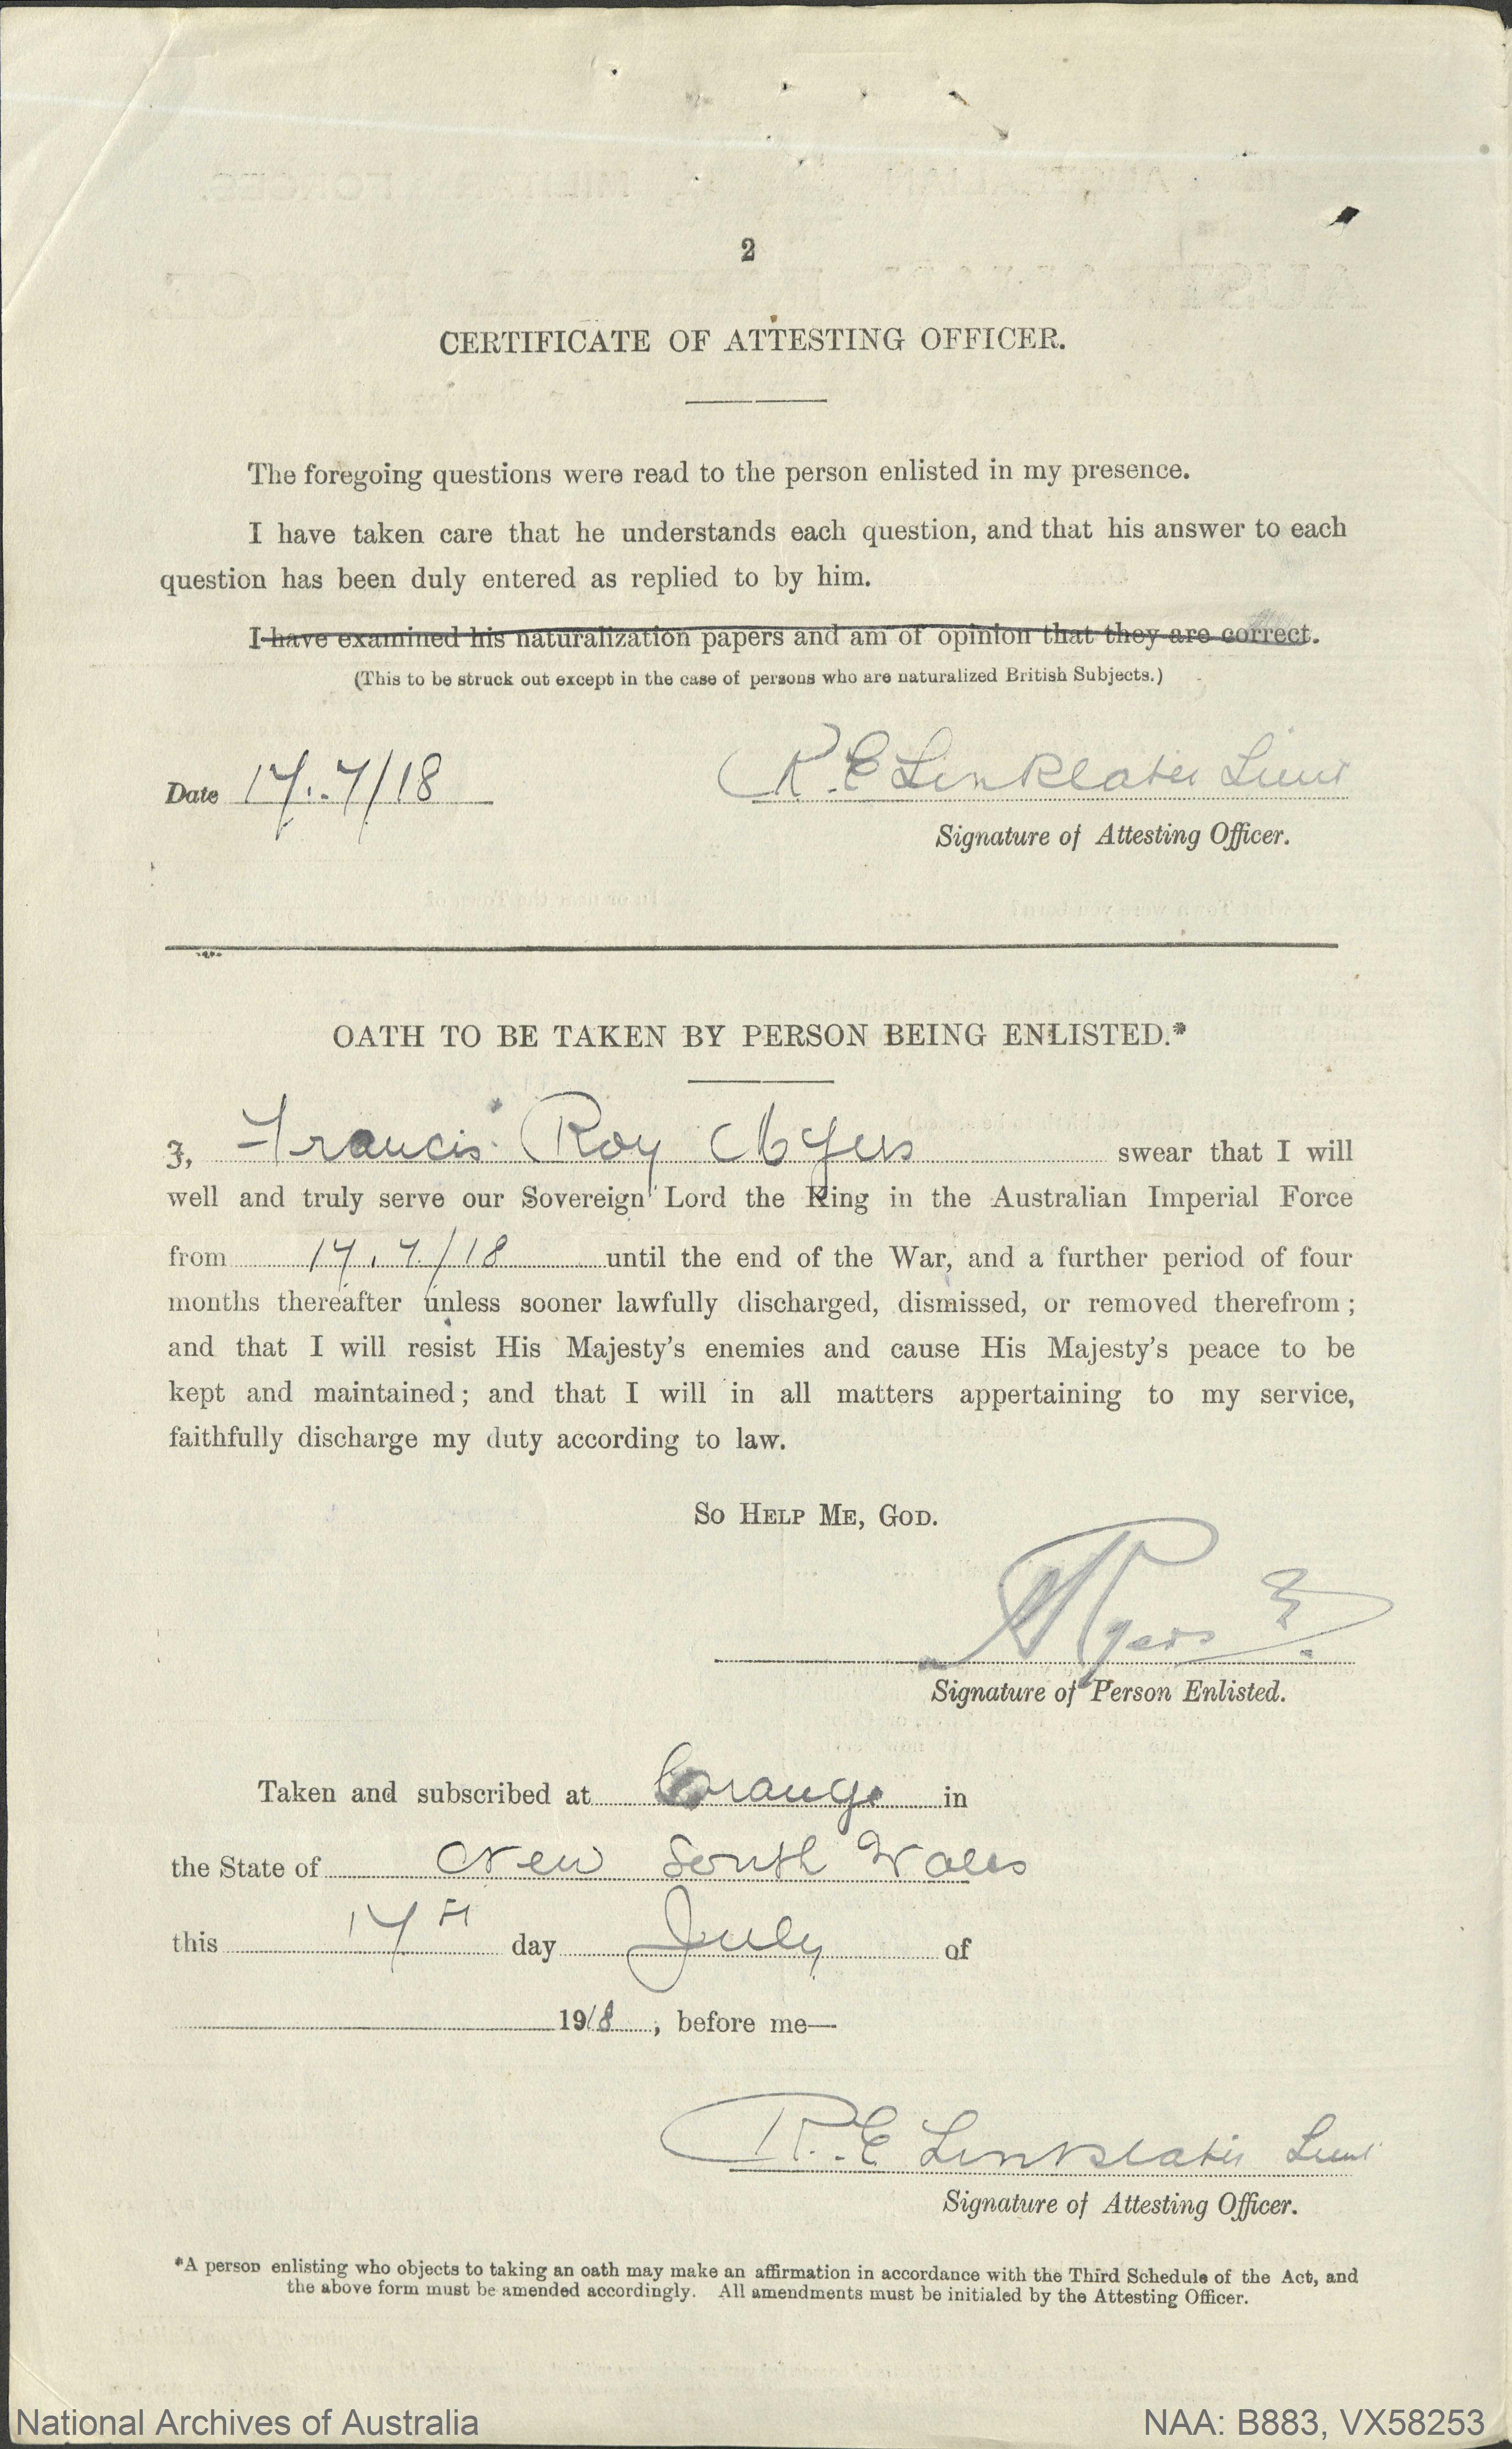 2
CERTIFICATE OF ATTESTING OFFICER.
The foregoing questions were read to the person enlisted in my presence.
I have taken care that he understands each question, and that his answer to each
question has been duly entered as replied to by him.
I have examined his naturalization papers and am of opinion that they are correct.
(This to be struck out except in the case of persons who are naturalized British Subjects.)
Date 17.7/18 R.E Linklater Lieut
Signature of Attesting Officer.
OATH TO BE TAKEN BY PERSON BEING ENLISTED.*
I, Francis Roy Myers swear that I will
well and truly serve our Sovereign Lord the King in the Australian Imperial Force
from 17.7/18 until the end of the War, and a further period of four
months thereafter unless sooner lawfully discharged, dismissed, or removed therefrom;
and that I will resist His Majesty's enemies and cause His Majesty's peace to be
kept and maintained; and that I will in all matters appertaining to my service,
faithfully discharge my duty according to law.
So Help Me, God.
Myers
Signature of Person Enlisted.
Taken and subscribed at Orange in
the State of New South Wales
this 17th day July of
1918, before me—
R.E Linklater Lieut
Signature of Attesting Officer.
*A person enlisting who objects to taking an oath may make an affirmation in accordance with the Third Schedule of the Act, and
the above form must be amended accordingly. All amendments must be initialed by the Attesting Officer.
National Archives of Australia NAA: B883, VX58253